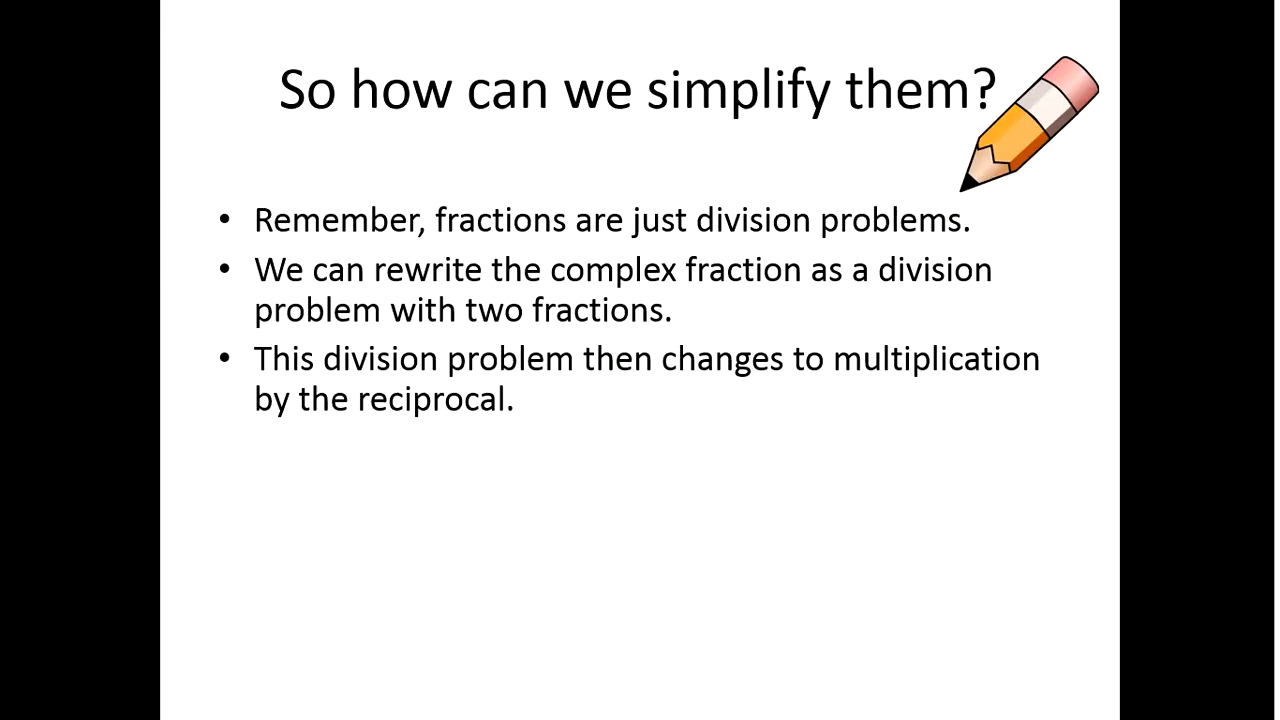 So how can we simplify them?
• Remember, fractions are just division problems.
• We can rewrite the complex fraction as a division
problem with two fractions.
• This division problem then changes to multiplication
by the reciprocal.